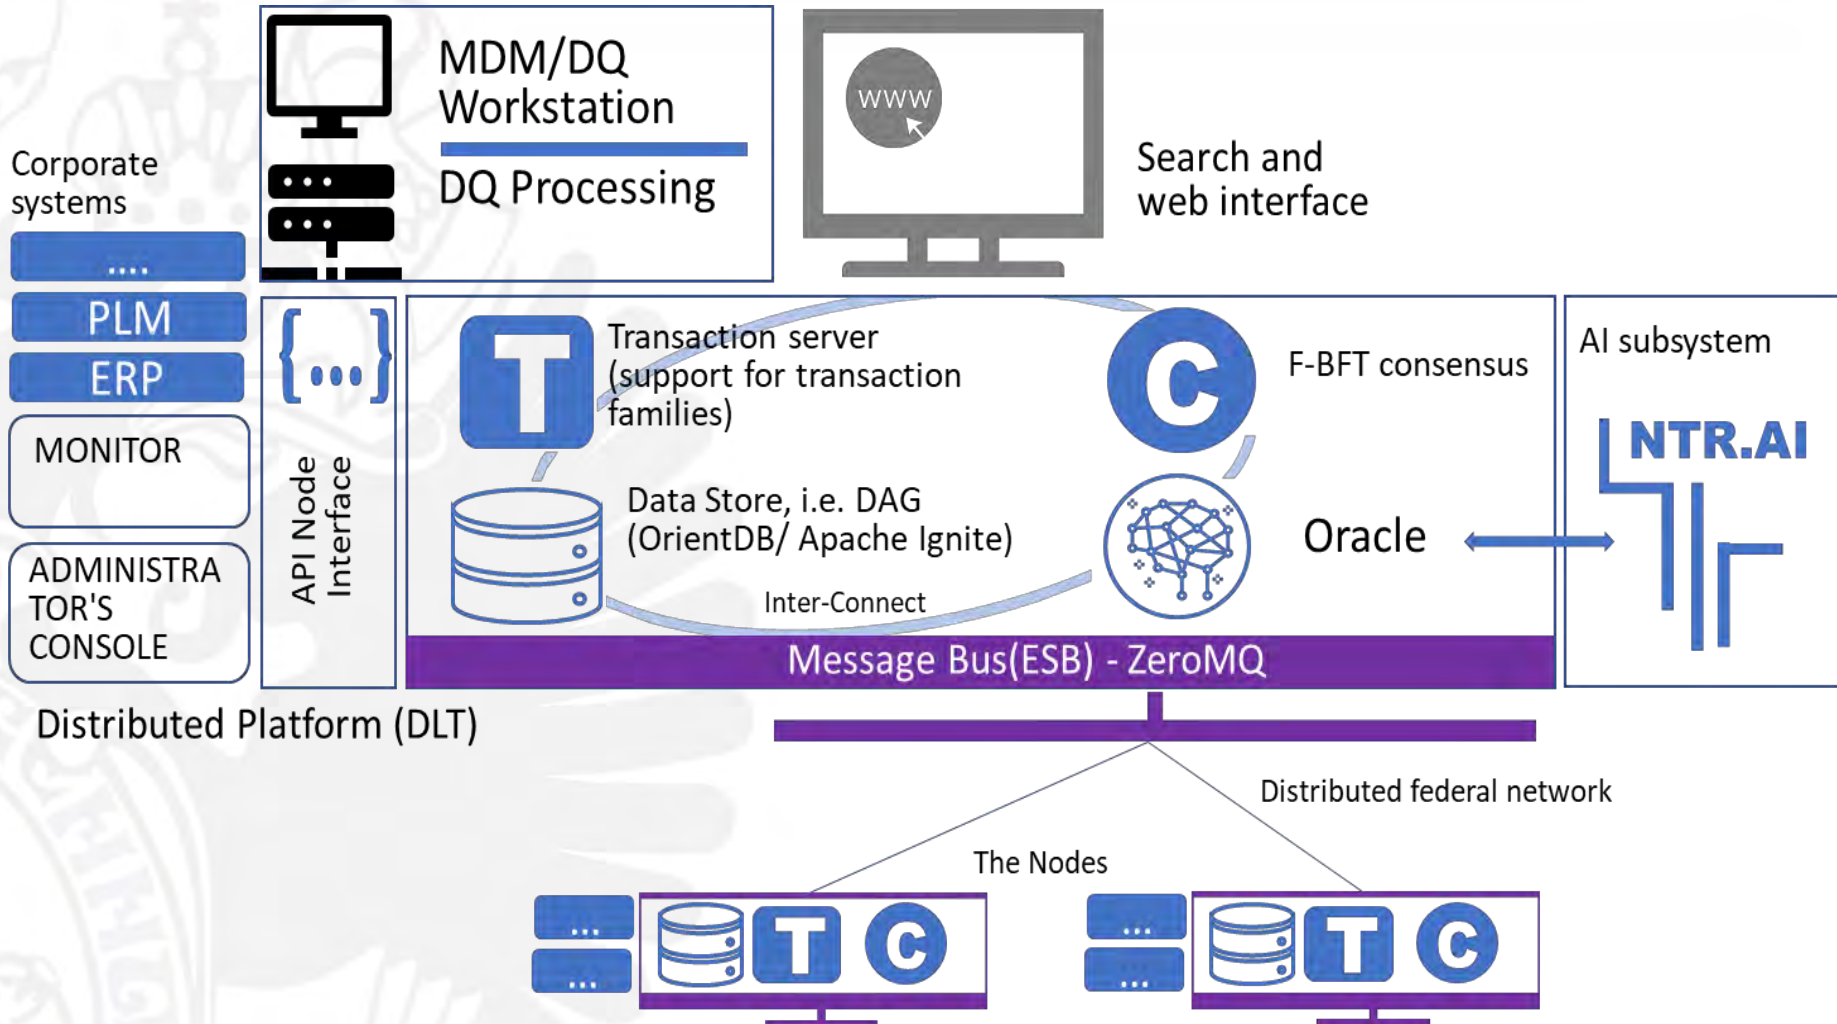 MDM/DQ
Workstation
DQ Processing
www
Search and
web interface
Corporate
systems
....
PLM
ERP
MONITOR
ADMINISTRA
TOR'S
CONSOLE
{...}
API Node
Interface
T
Transaction server
(support for transaction
families)
C
F-BFT consensus
Data Store, i.e. DAG
(OrientDB/ Apache Ignite)
Oracle
Inter-Connect
Message Bus(ESB) - ZeroMQ
AI subsystem
NTR.AI
Distributed Platform (DLT)
Distributed federal network
The Nodes
...
...
T
C
...
...
T
C